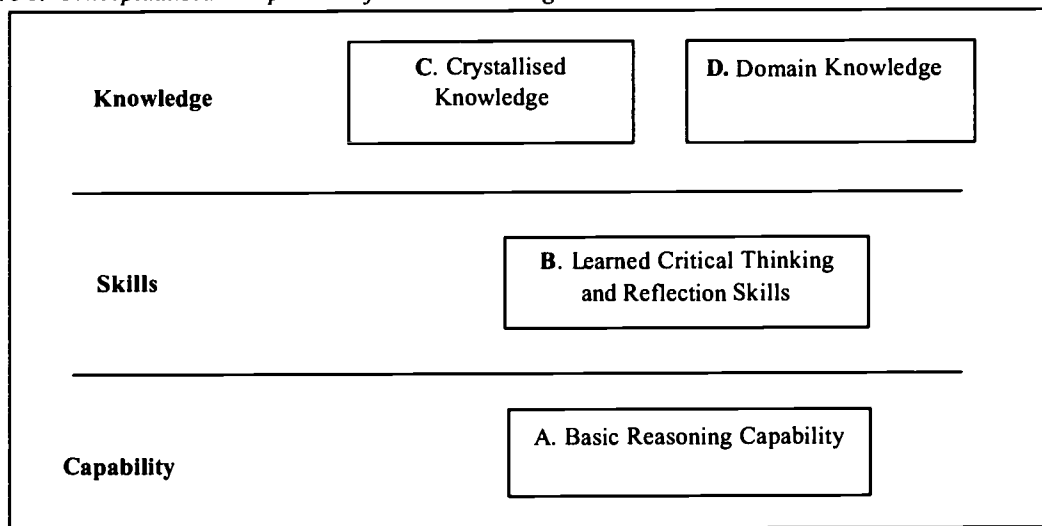 Knowledge
C. Crystallised
Knowledge
D. Domain Knowledge
Skills
B. Learned Critical Thinking
and Reflection Skills
A. Basic Reasoning Capability
Capability